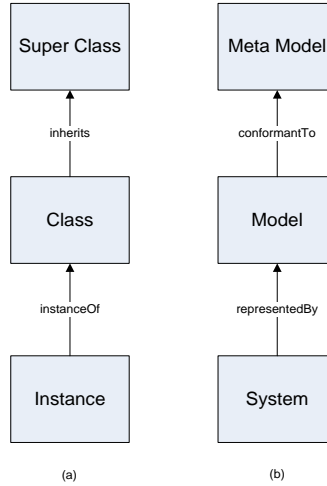 Super Class
inherits
Class
instanceOf
Instance
(a)
Meta Model
conformantTo
Model
representedBy
System
(b)